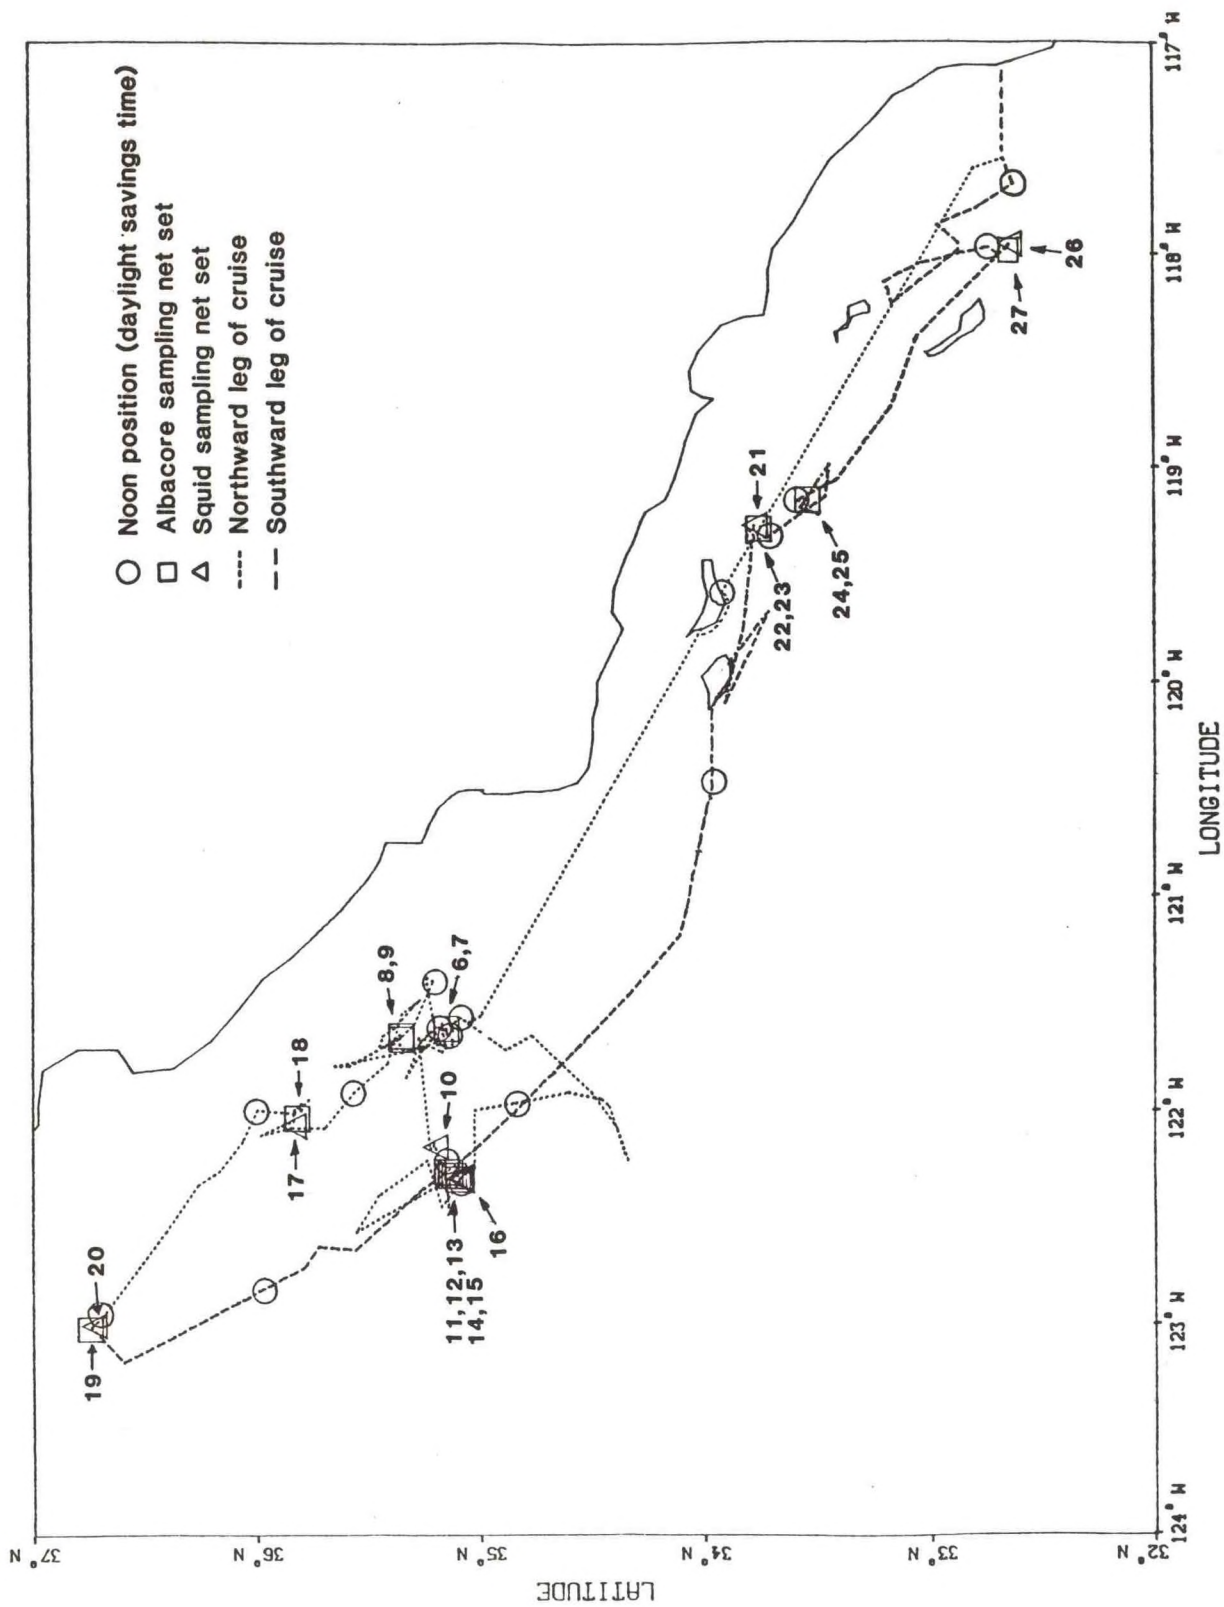 Noon position (daylight savings time)
Albacore sampling net set
Squid sampling net set
Northward leg of cruise
Southward leg of cruise
19
20
17
18
8,9
6,7
10
11,12,13
14,15
16
21
22,23
24,25
26
27
37° N
36° N
35° N
34° N
33° N
32° N
LATITUDE
124° W
123° W
122° W
121° W
120° W
119° W
118° W
117° W
LONGITUDE